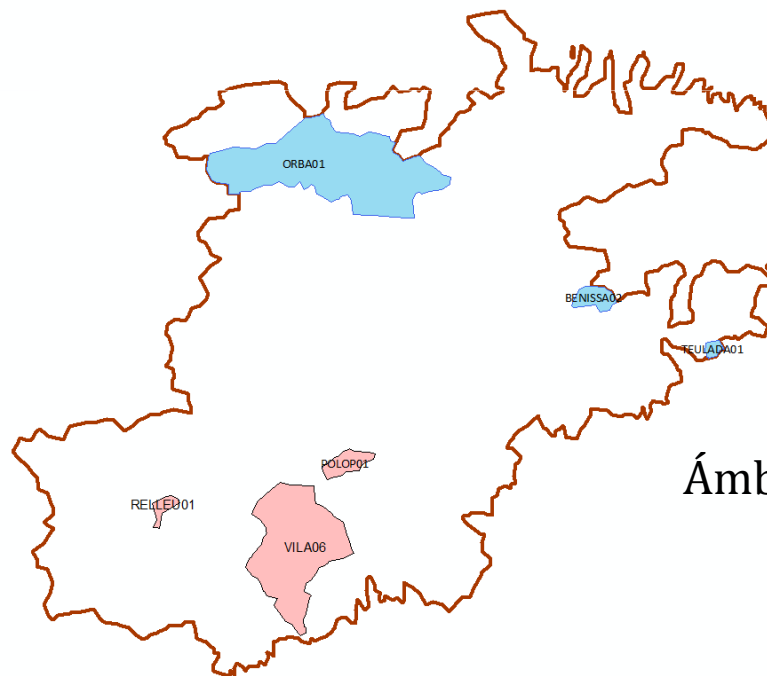 ORBA01
BENISSA02
TEULADA01
POLOP01
RELLEU01
VILA06
Ámb